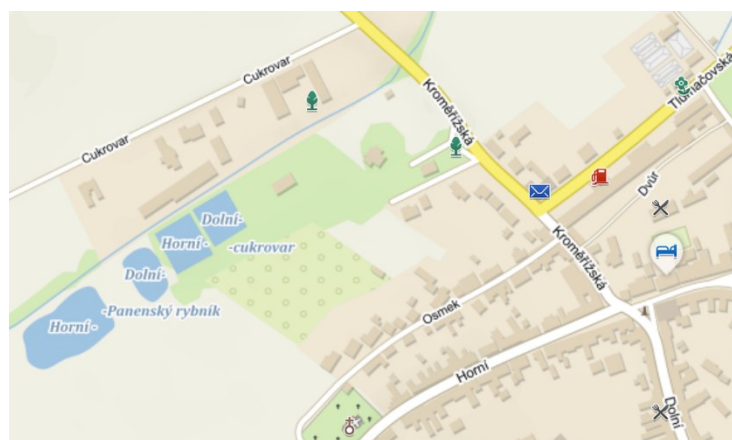 Cukrovar
Kroměřížská
Tlumačovská
Cukrovar
Dvůr
Dolní-
Horní -
-cukrovar
Kroměřížská
Dolní-
-Panenský rybník
Osmek
Horní -
Horní
Dolní